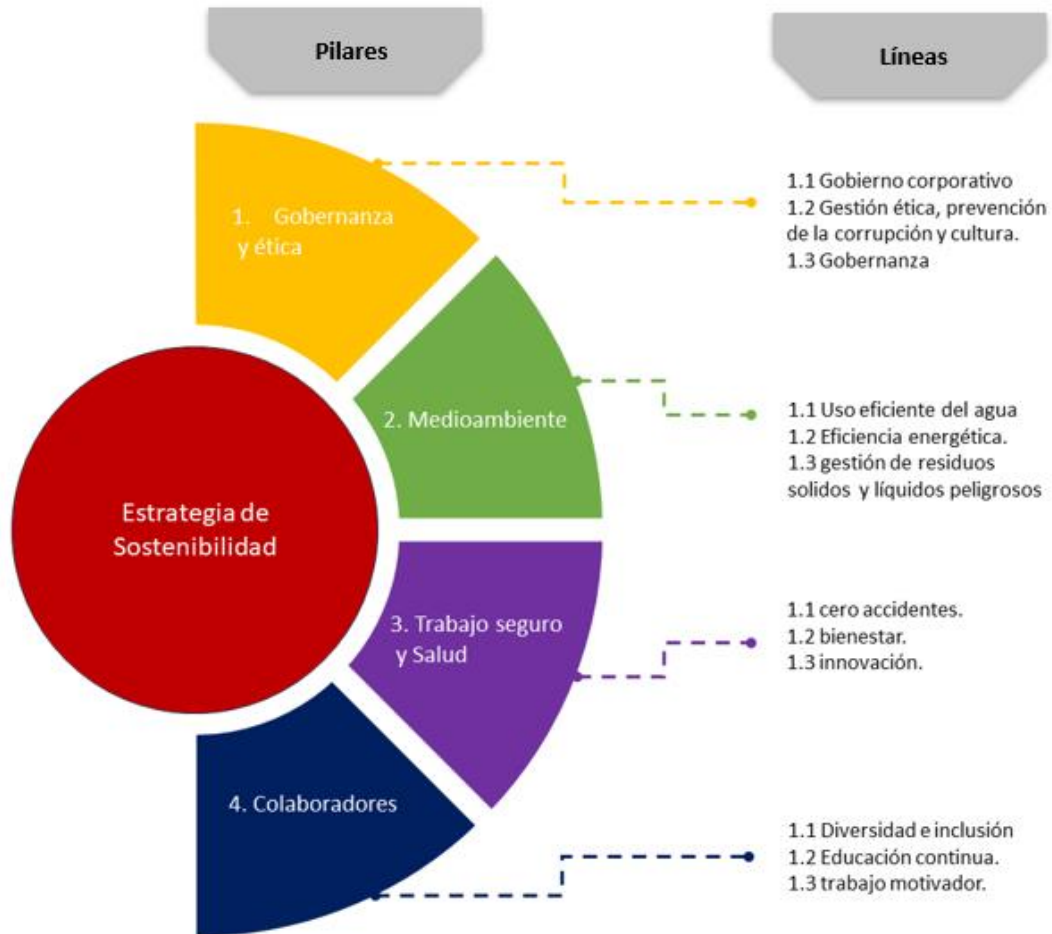 Pilares
Líneas
1. Gobernanza
y ética
1.1 Gobierno corporativo
1.2 Gestión ética, prevención
de la corrupción y cultura.
1.3 Gobernanza
2. Medioambiente
1.1 Uso eficiente del agua
1.2 Eficiencia energética.
1.3 gestión de residuos
solidos y líquidos peligrosos
Estrategia de
Sostenibilidad
3. Trabajo seguro
y Salud
1.1 cero accidentes.
1.2 bienestar.
1.3 innovación.
4. Colaboradores
1.1 Diversidad e inclusión
1.2 Educación continua.
1.3 trabajo motivador.